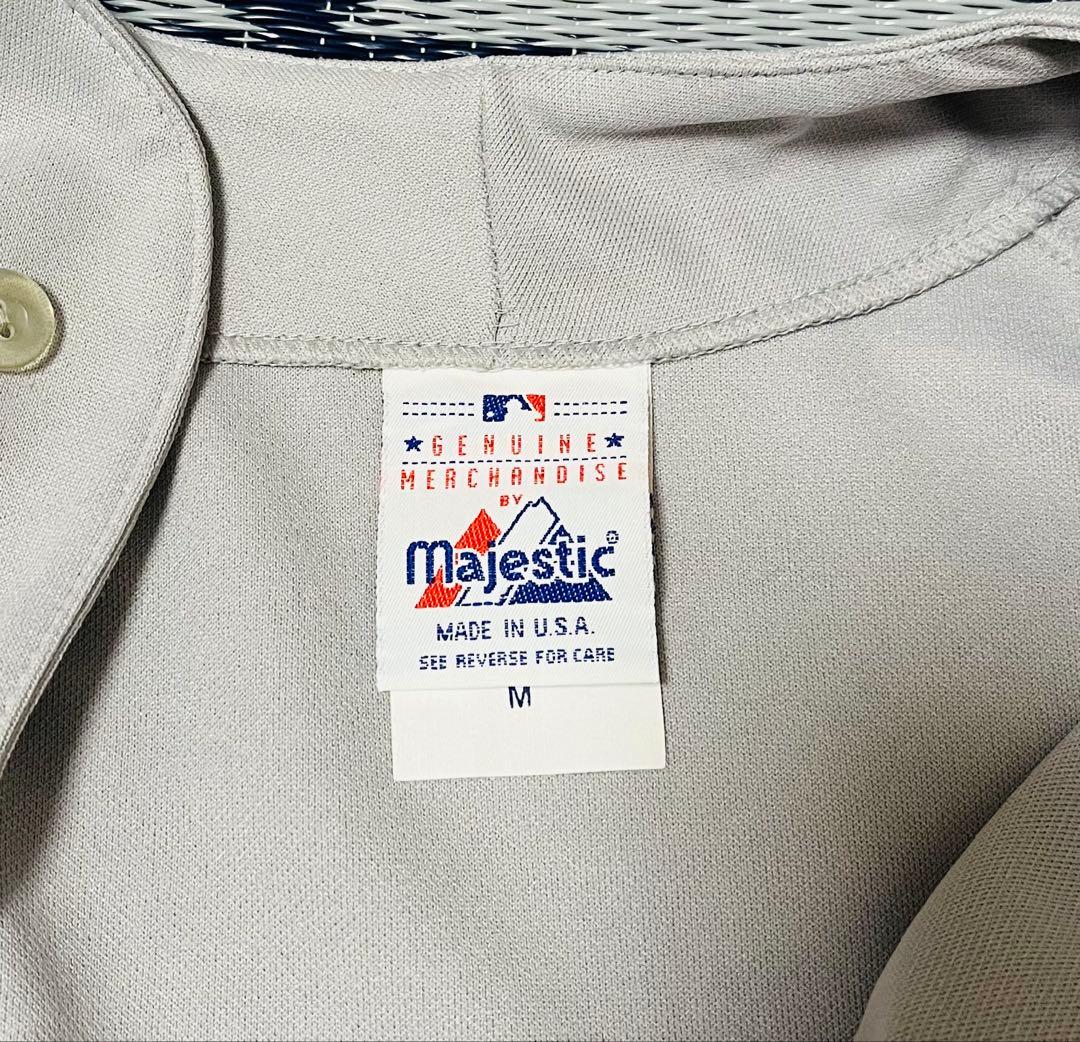 GENUINE
MERCHANDISE
BY
Majestic®
MADE IN U.S.A.
SEE REVERSE FOR CARE
M